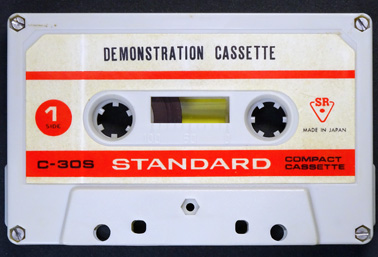 DEMONSTRATION CASSETTE
1
SIDE
SR
MADE IN JAPAN
C-30S STANDARD COMPACT
CASSETTE